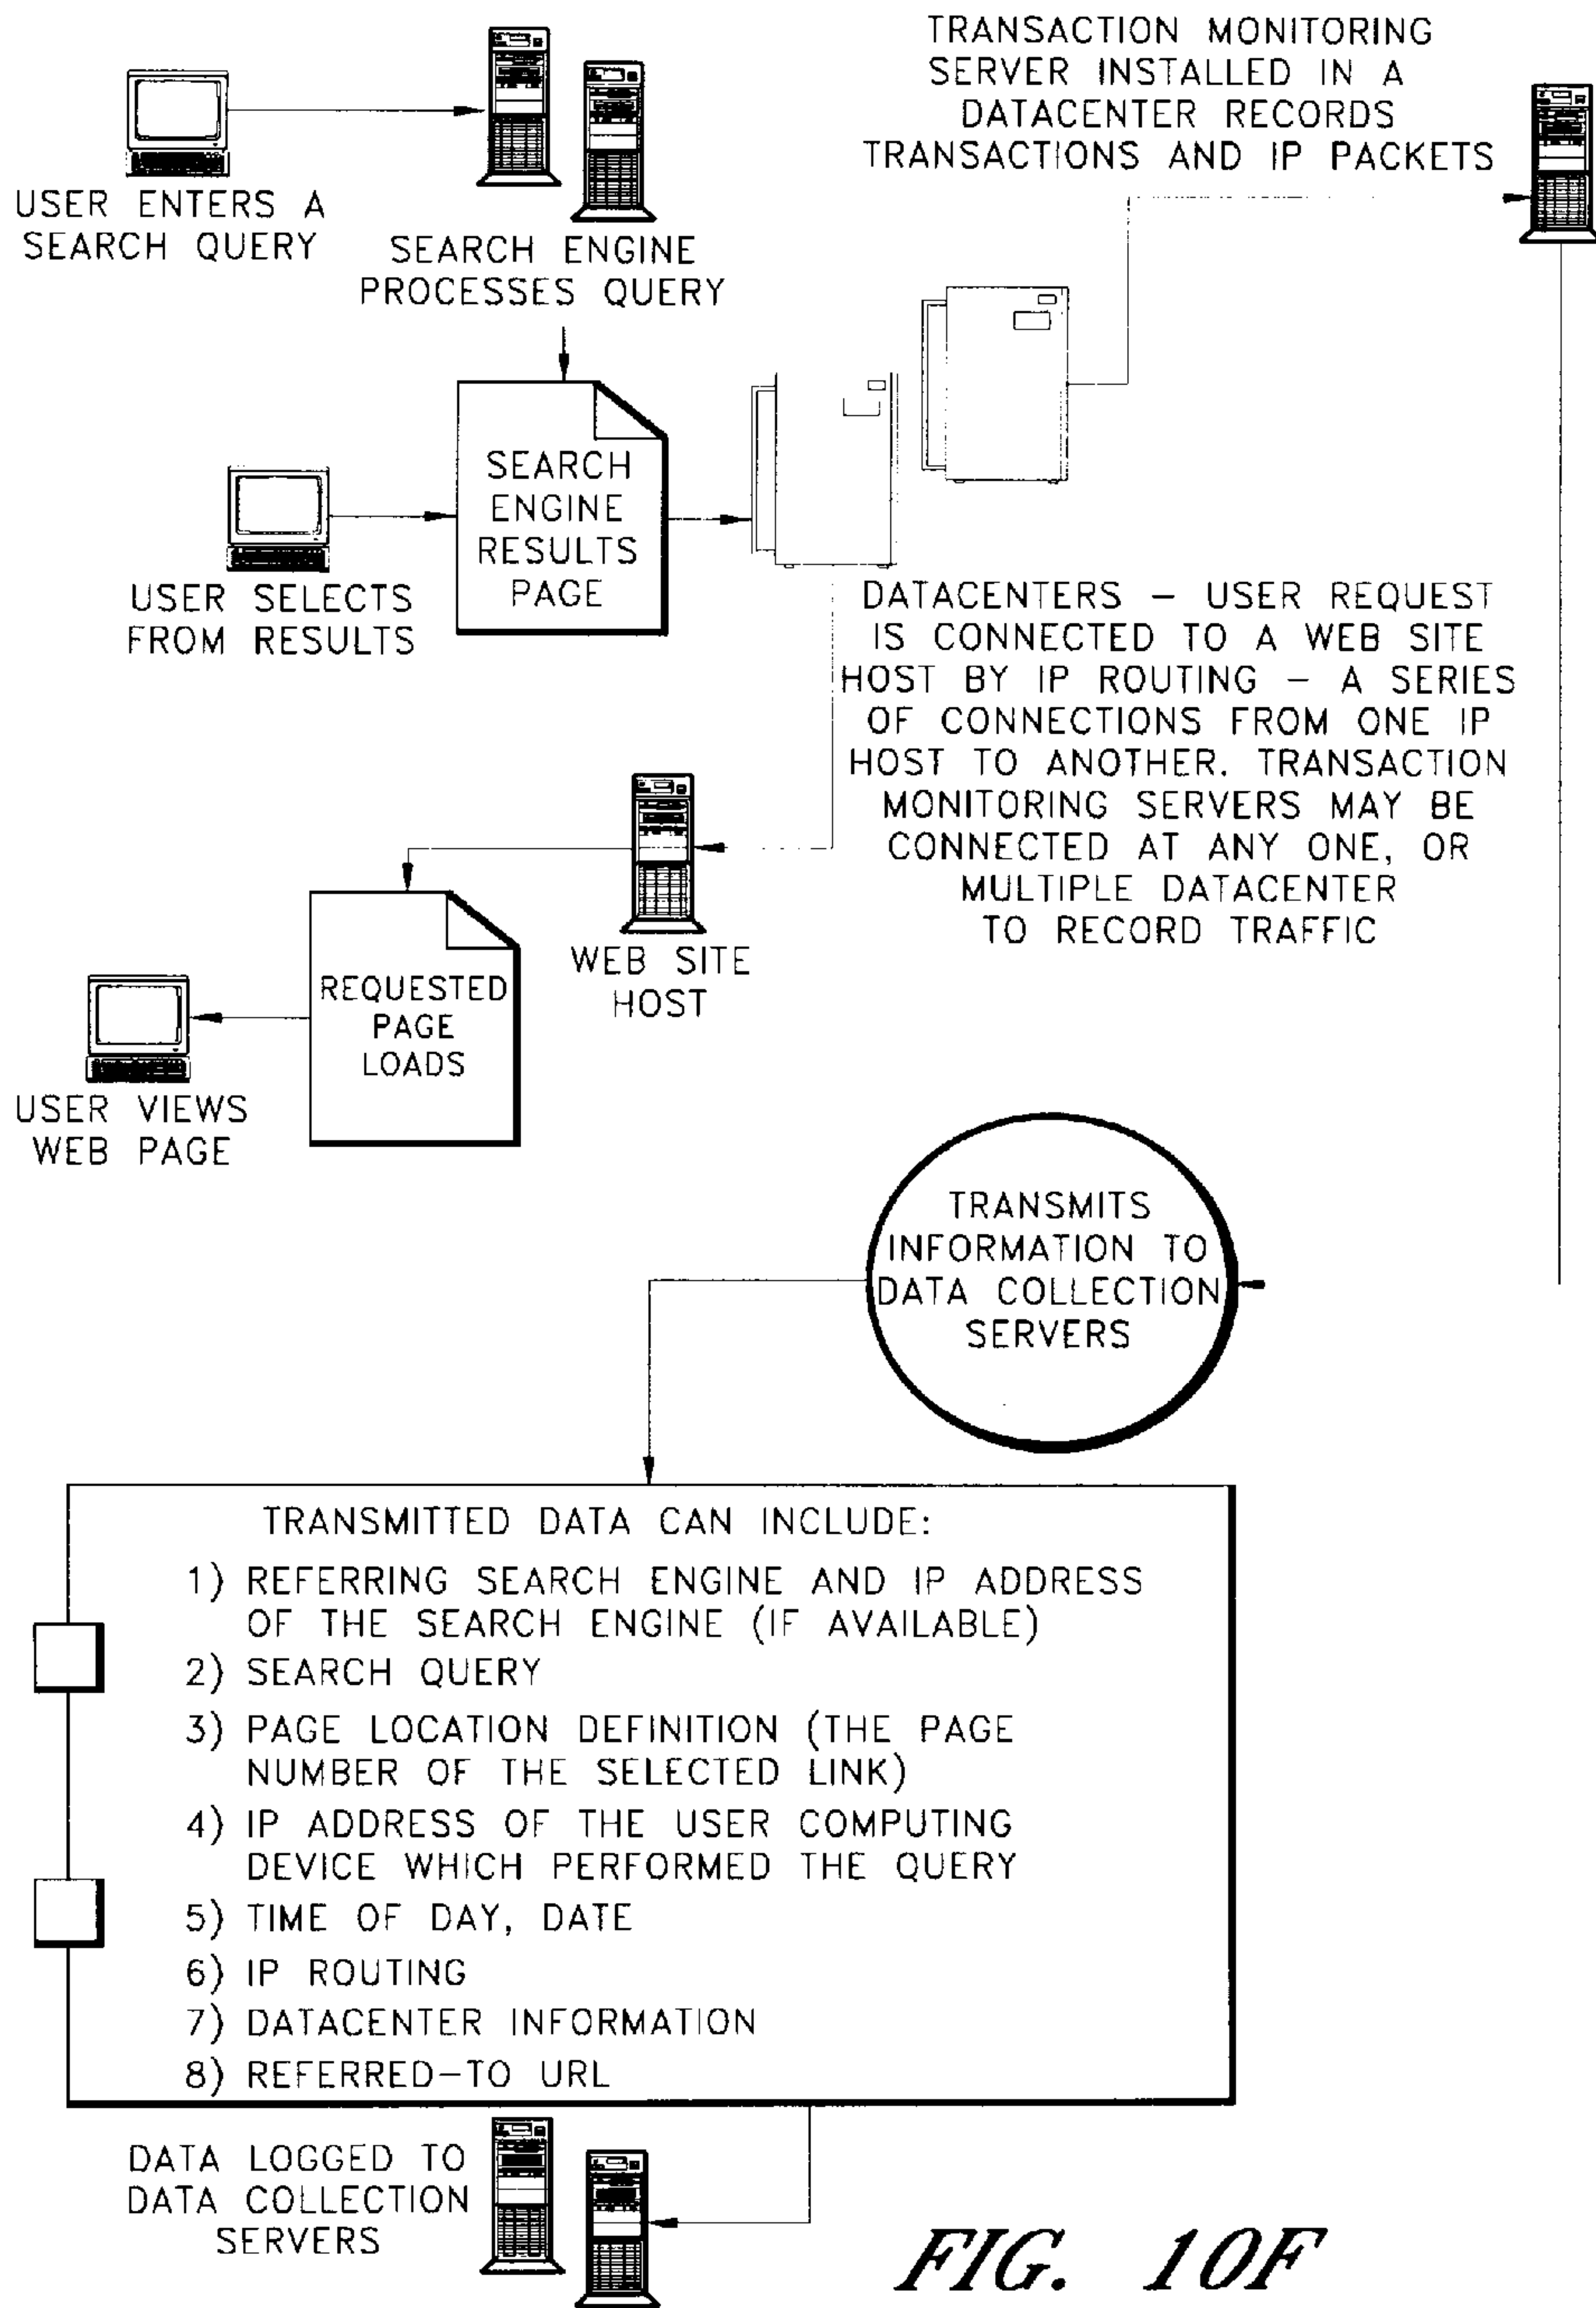 TRANSACTION MONITORING
SERVER INSTALLED IN A
DATACENTER RECORDS
TRANSACTIONS AND IP PACKETS
USER ENTERS A
SEARCH QUERY
SEARCH ENGINE
PROCESSES QUERY
SEARCH
ENGINE
RESULTS
PAGE
USER SELECTS
FROM RESULTS
DATACENTERS – USER REQUEST
IS CONNECTED TO A WEB SITE
HOST BY IP ROUTING – A SERIES
OF CONNECTIONS FROM ONE IP
HOST TO ANOTHER. TRANSACTION
MONITORING SERVERS MAY BE
CONNECTED AT ANY ONE, OR
MULTIPLE DATACENTER
TO RECORD TRAFFIC
WEB SITE
HOST
REQUESTED
PAGE
LOADS
USER VIEWS
WEB PAGE
TRANSMITS
INFORMATION TO
DATA COLLECTION
SERVERS
TRANSMITTED DATA CAN INCLUDE:
1) REFERRING SEARCH ENGINE AND IP ADDRESS
OF THE SEARCH ENGINE (IF AVAILABLE)
2) SEARCH QUERY
3) PAGE LOCATION DEFINITION (THE PAGE
NUMBER OF THE SELECTED LINK)
4) IP ADDRESS OF THE USER COMPUTING
DEVICE WHICH PERFORMED THE QUERY
5) TIME OF DAY, DATE
6) IP ROUTING
7) DATACENTER INFORMATION
8) REFERRED–TO URL
DATA LOGGED TO
DATA COLLECTION
SERVERS
FIG. 10F